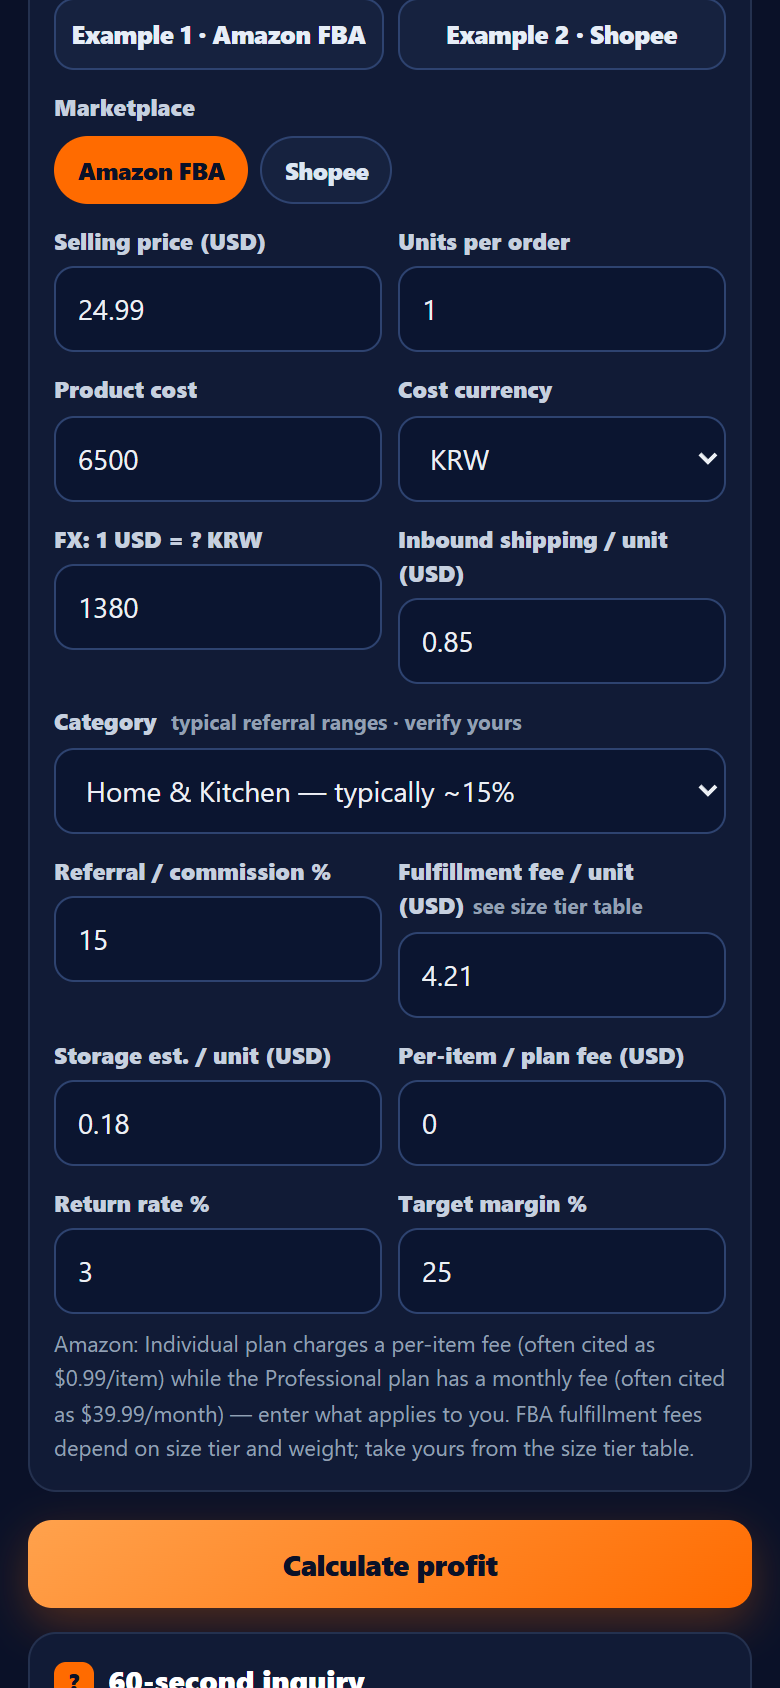 Example 1 · Amazon FBA
Example 2 · Shopee
Marketplace
Amazon FBA
Shopee
Selling price (USD)
Units per order
24.99
1
Product cost
Cost currency
6500
KRW
FX: 1 USD = ? KRW
Inbound shipping / unit
(USD)
1380
0.85
Category typical referral ranges · verify yours
Home & Kitchen — typically ~15%
Referral / commission %
Fulfillment fee / unit
(USD) see size tier table
15
4.21
Storage est. / unit (USD)
Per-item / plan fee (USD)
0.18
0
Return rate %
Target margin %
3
25
Amazon: Individual plan charges a per-item fee (often cited as
$0.99/item) while the Professional plan has a monthly fee (often cited
as $39.99/month) — enter what applies to you. FBA fulfillment fees
depend on size tier and weight; take yours from the size tier table.
Calculate profit
? 60-second inquiry